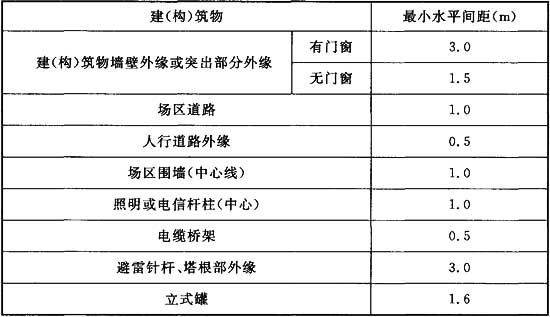 建(构)筑物 最小水平间距(m)
建(构)筑物墙壁外缘或突出部分外缘 有门窗 3.0
无门窗 1.5
场区道路 1.0
人行道路外缘 0.5
场区围墙(中心线) 1.0
照明或电信杆柱(中心) 1.0
电缆桥架 0.5
避雷针杆、塔根部外缘 3.0
立式罐 1.6